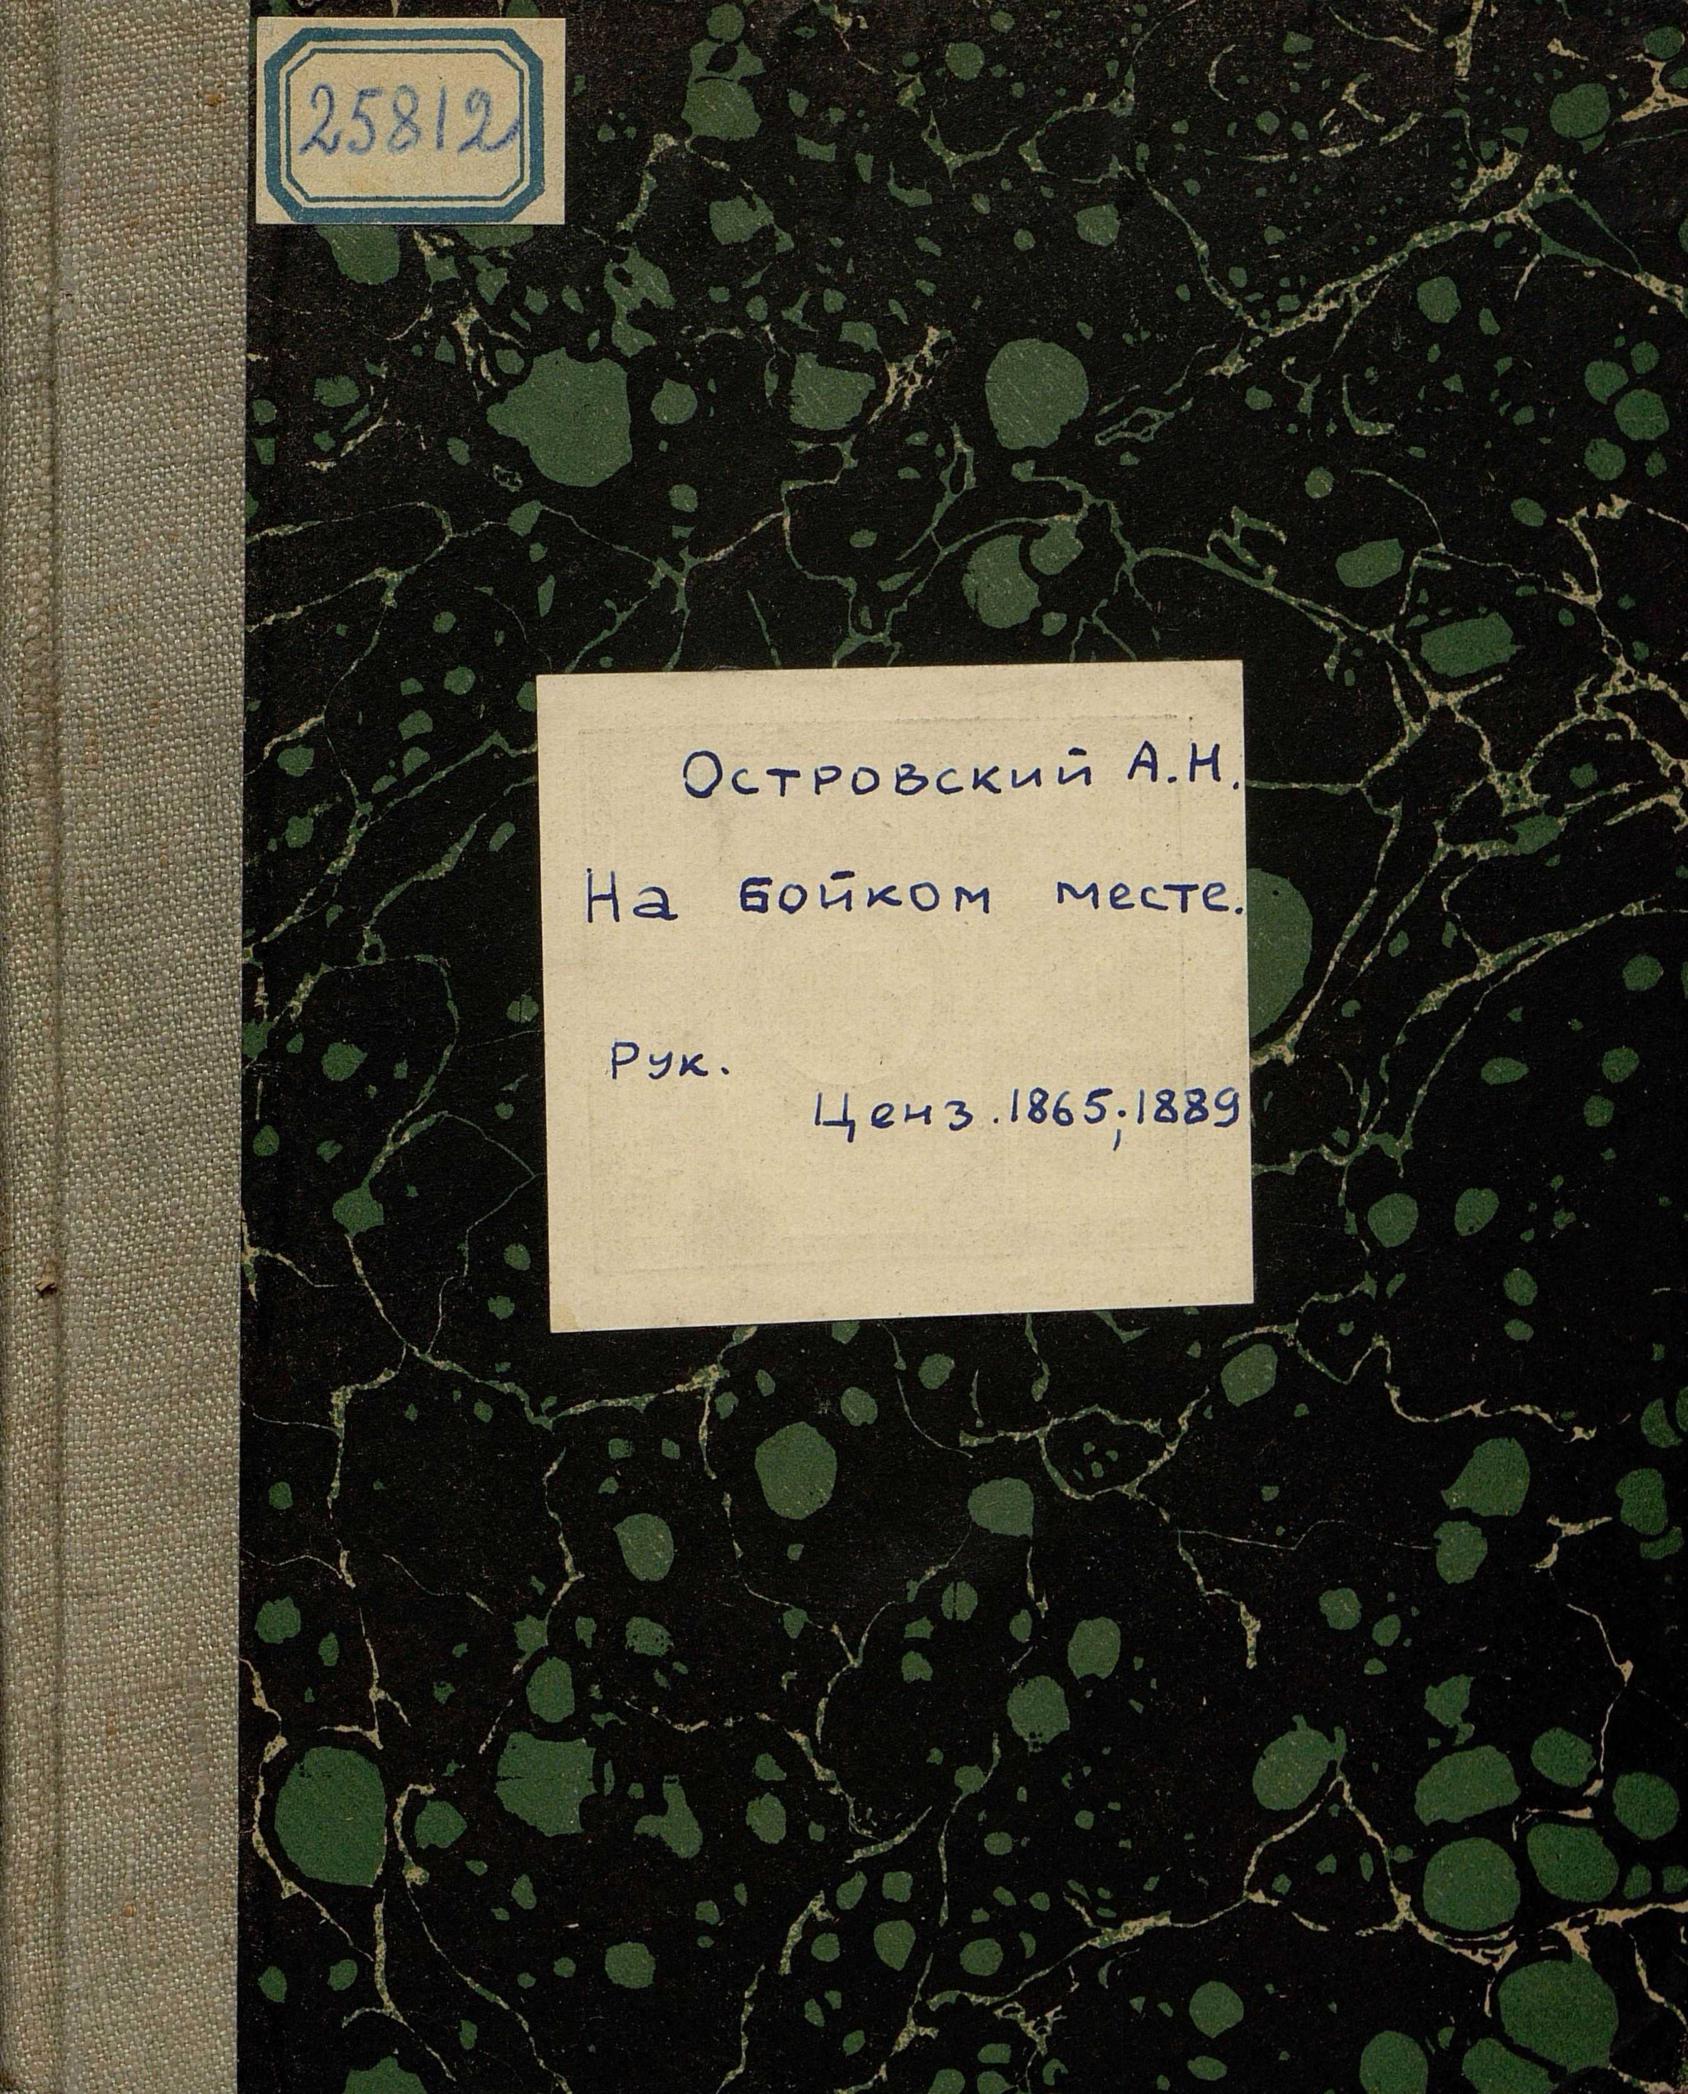 25812
Островский А.Н.
На бойком месте.
Рук.
Ценз. 1865; 1889